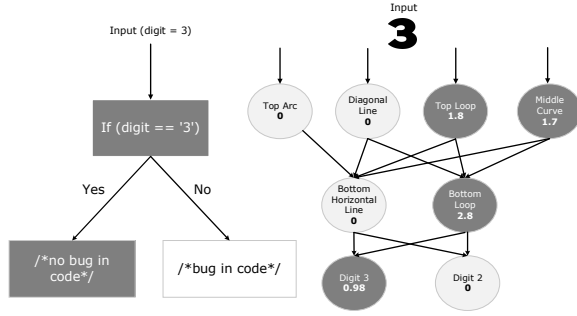 Input (digit = 3)
If (digit == '3')
Yes
No
/*no bug in
code*/
/*bug in code*/
Input
3
Top Arc
0
Diagonal
Line
0
Top Loop
1.8
Middle
Curve
1.7
Bottom
Horizontal
Line
0
Bottom
Loop
2.8
Digit 3
0.98
Digit 2
0